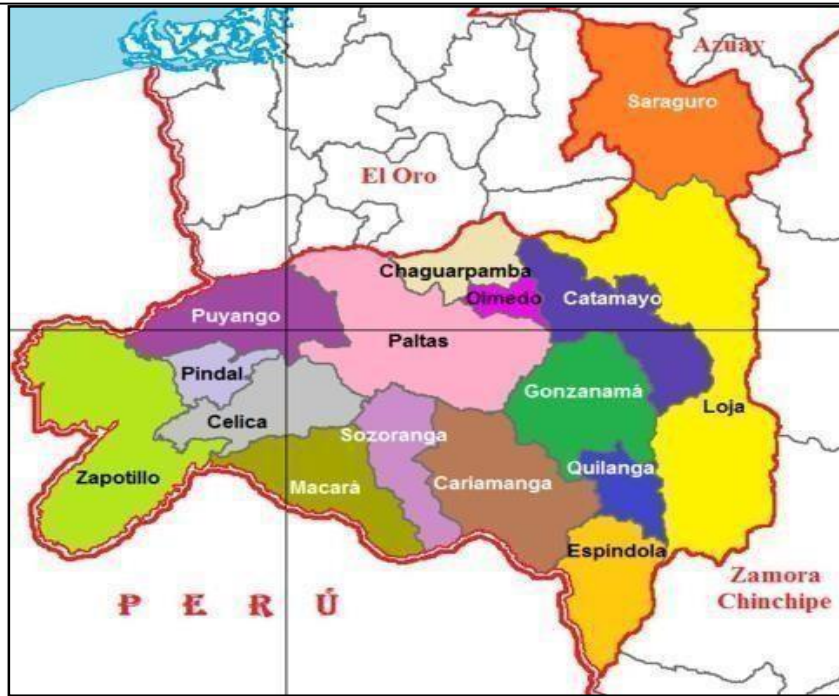 Azuay
Saraguro
El Oro
Chaguarpamba
Olmedo
Catamayo
Puyango
Paltas
Pindal
Gonzanamá
Loja
Celica
Sozoranga
Quilanga
Zapotillo
Macará
Cariamanga
Espindola
Zamora
Chinchipe
PERÚ